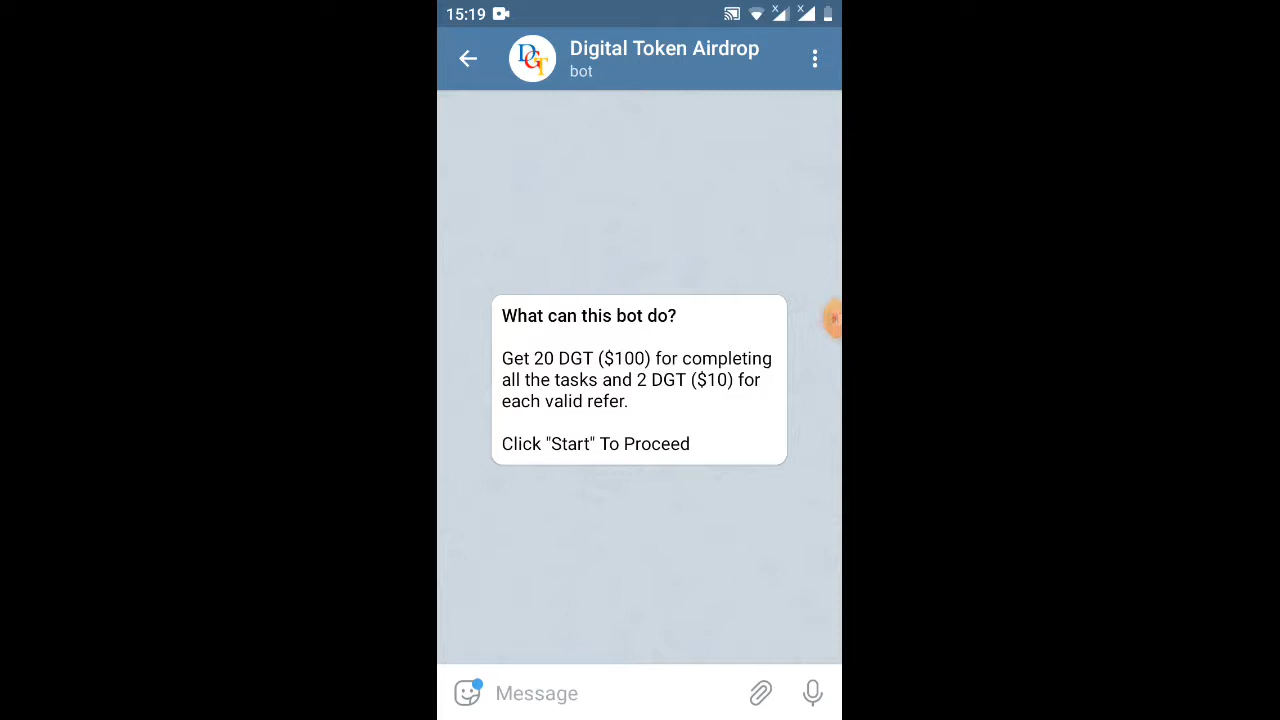 15:19
DGT
Digital Token Airdrop
bot
What can this bot do?
Get 20 DGT ($100) for completing
all the tasks and 2 DGT ($10) for
each valid refer.
Click "Start" To Proceed
Message